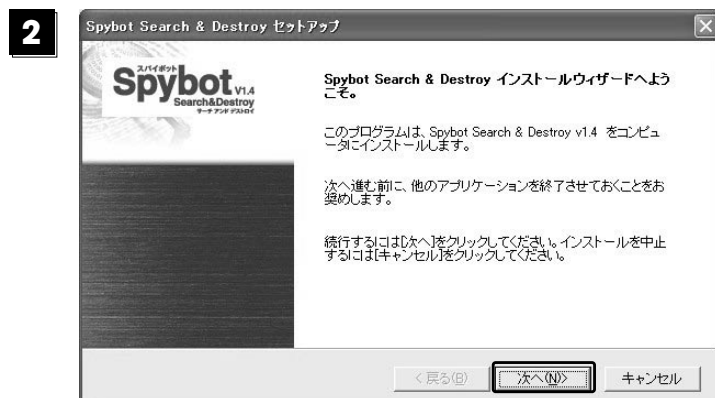 2
Spybot Search & Destroy セットアップ
スパイボット
Spybot V1.4
Search&Destroy
サーチ アンド デストロイ
Spybot Search & Destroy インストールウィザードへよう
こそ。
このプログラムは、Spybot Search & Destroy v1.4 をコンピュ
ータにインストールします。
次へ進む前に、他のアプリケーションを終了させておくことをお
奨めします。
続行するには[次へ]をクリックしてください。インストールを中止
するには[キャンセル]をクリックしてください。
< 戻る(B) 次へ(N)> キャンセル